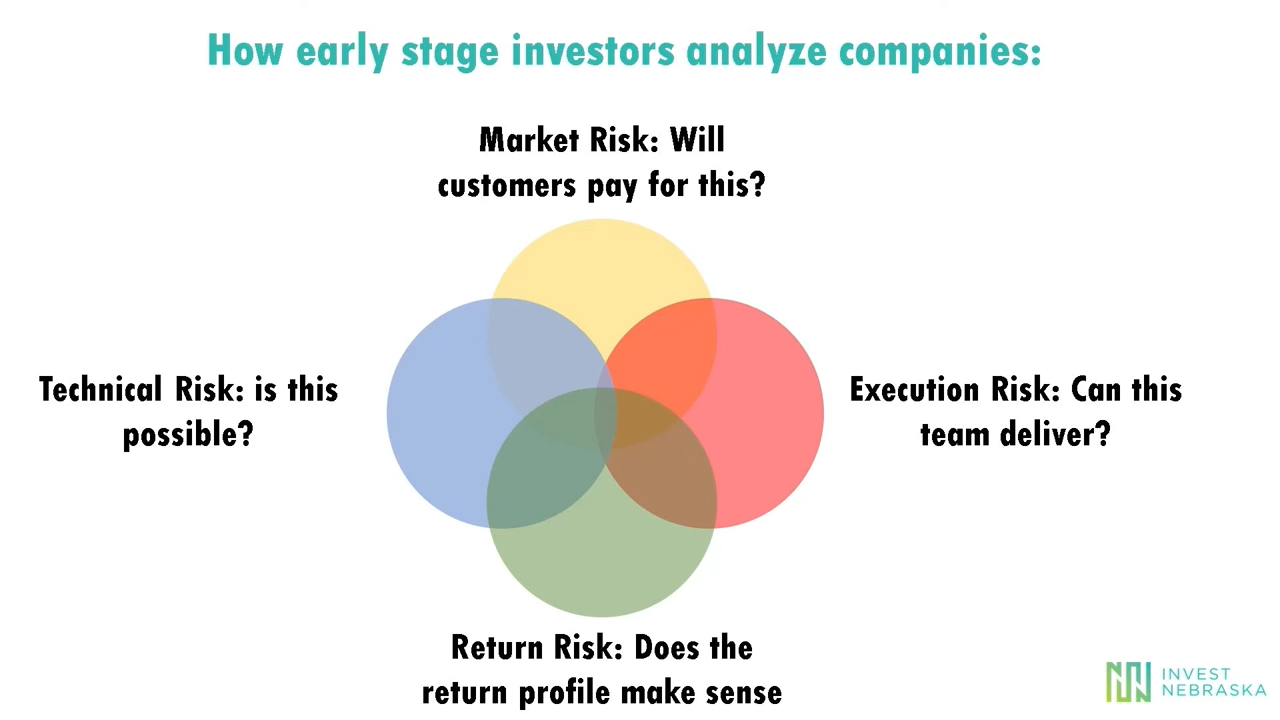 How early stage investors analyze companies:
Market Risk: Will
customers pay for this?
Technical Risk: is this
possible?
Execution Risk: Can this
team deliver?
Return Risk: Does the
return profile make sense
INVEST
NEBRASKA